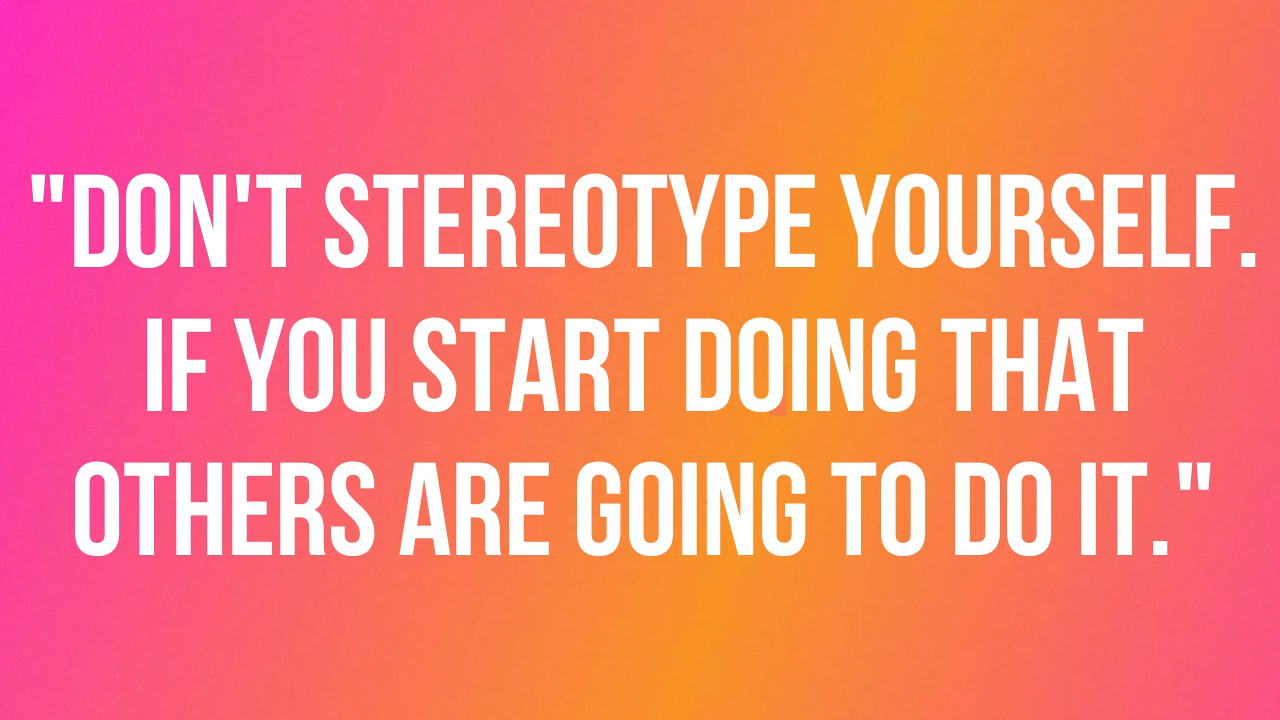 "DON'T STEREOTYPE YOURSELF.
IF YOU START DOING THAT
OTHERS ARE GOING TO DO IT."